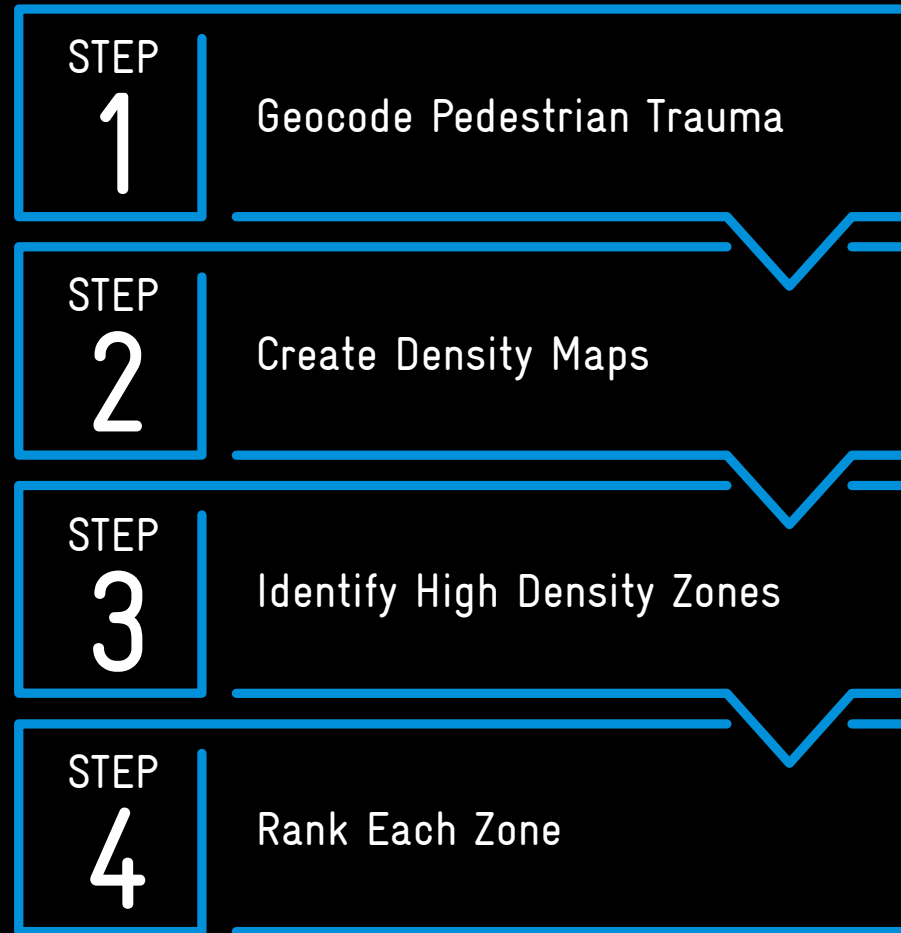 STEP
1
Geocode Pedestrian Trauma
STEP
2
Create Density Maps
STEP
3
Identify High Density Zones
STEP
4
Rank Each Zone